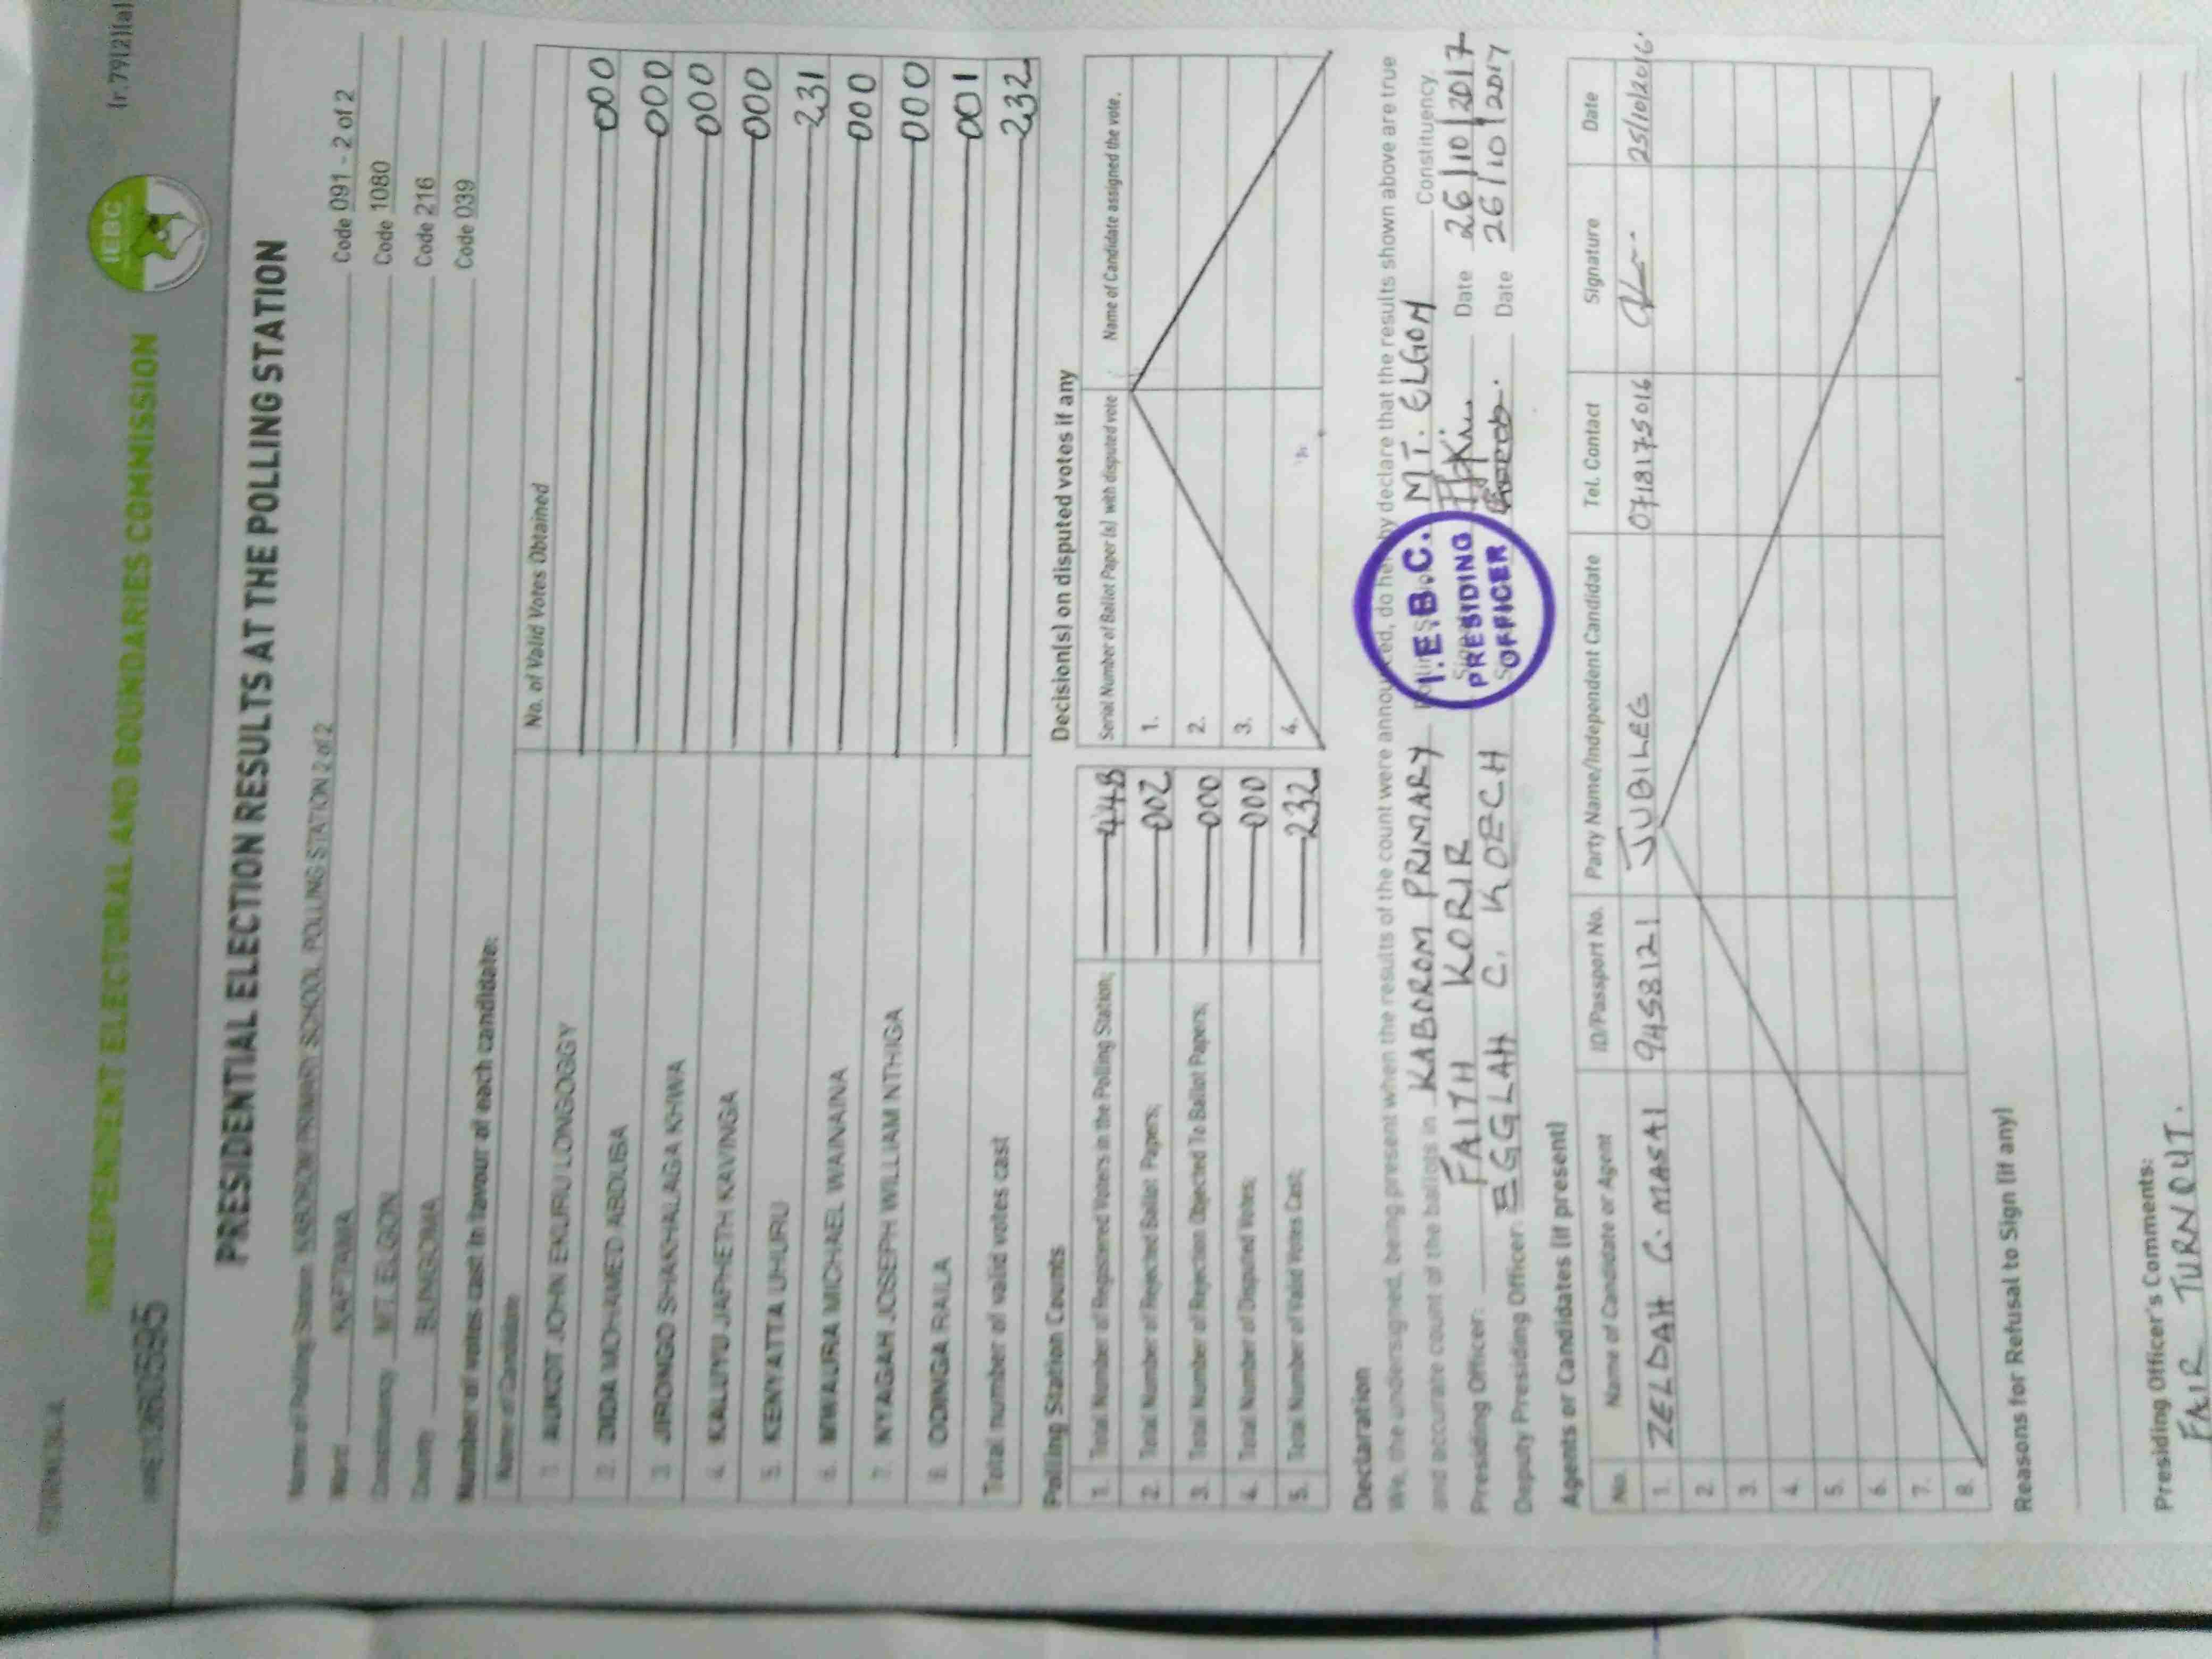 FORM 34A
(r.79(2)(a)
INDEPENDENT ELECTORAL AND BOUNDARIES COMMISSION
IEBC
PRESIDENTIAL ELECTION RESULTS AT THE POLLING STATION
Name of Polling Station KABOROM PRIMARY SCHOOL POLLING STATION 2 of 2 Code 091 - 2 of 2
Ward KAPTAMA Code 1080
Constituency MT. ELGON Code 216
County BUNGOMA Code 039
Number of votes cast in favour of each candidate:
Name of Candidate No. of Valid Votes Obtained
1. AUKOT JOHN EKURU LONGOGGY 000
2. DIDA MOHAMED ABDUBA 000
3. JIRONGO SHAKHALAGA KHWA 000
4. KALUYU JAPHETH KAVINGA 000
5. KENYATTA UHURU 231
6. MWAURA MICHAEL WAINAINA 000
7. NYAGAH JOSEPH WILLIAM NTHIGA 000
8. ODINGA RAILA 001
Total number of valid votes cast 232
Polling Station Counts
1. Total Number of Registered Voters in the Polling Station; 448
2. Total Number of Rejected Ballot Papers; 002
3. Total Number of Rejection Objected To Ballot Papers; 000
4. Total Number of Disputed Votes; 000
5. Total Number of Valid Votes Cast; 232
Decision(s) on disputed votes if any
Serial Number of Ballot Paper (s) with disputed vote Name of Candidate assigned the vote.
1.
2.
3.
4.
Declaration
We, the undersigned, being present when the results of the count were announced, do hereby declare that the results shown above are true
and accurate count of the ballots in KABOROM PRIMARY Polling Station MT. ELGON Constituency
Presiding Officer: FAITH KORIR Date 26/10/2017
Deputy Presiding Officer: EGGLAH C. KOECH Date 26/10/2017
I.E.B.C.
PRESIDING
OFFICER
Agents or Candidates (if present)
No. Name of Candidate or Agent ID/Passport No. Party Name/Independent Candidate Tel. Contact Signature Date
1. ZELDAH C. MASAI 9458121 JUBILEE 0718175016 25/10/2016
2.
3.
4.
5.
6.
7.
8.
Reasons for Refusal to Sign (if any)
Presiding Officer's Comments:
FAIR TURNOUT.